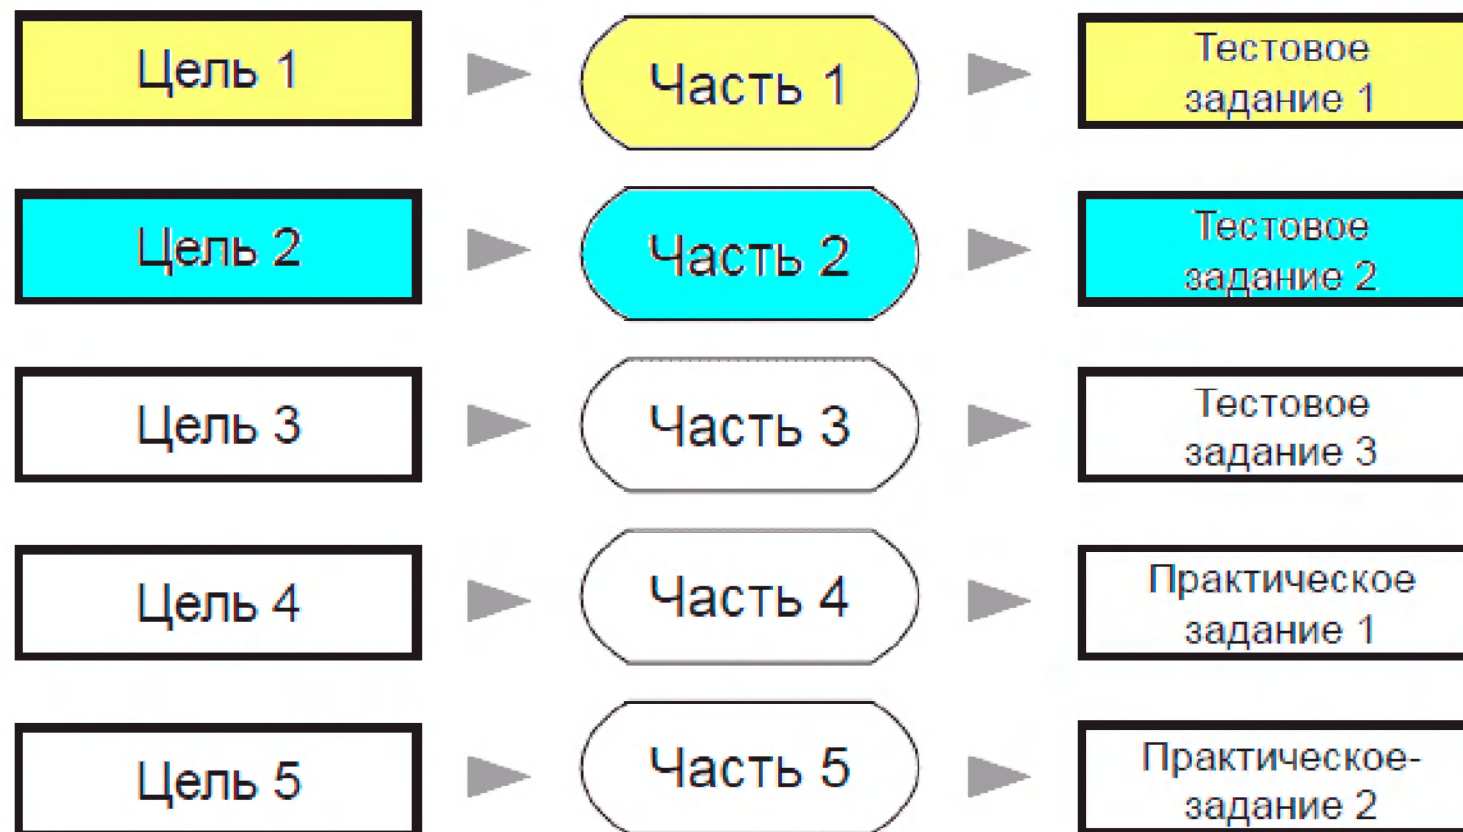 Цель 1
Часть 1
Тестовое
задание 1
Цель 2
Часть 2
Тестовое
задание 2
Цель 3
Часть 3
Тестовое
задание 3
Цель 4
Часть 4
Практическое
задание 1
Цель 5
Часть 5
Практическое-
задание 2